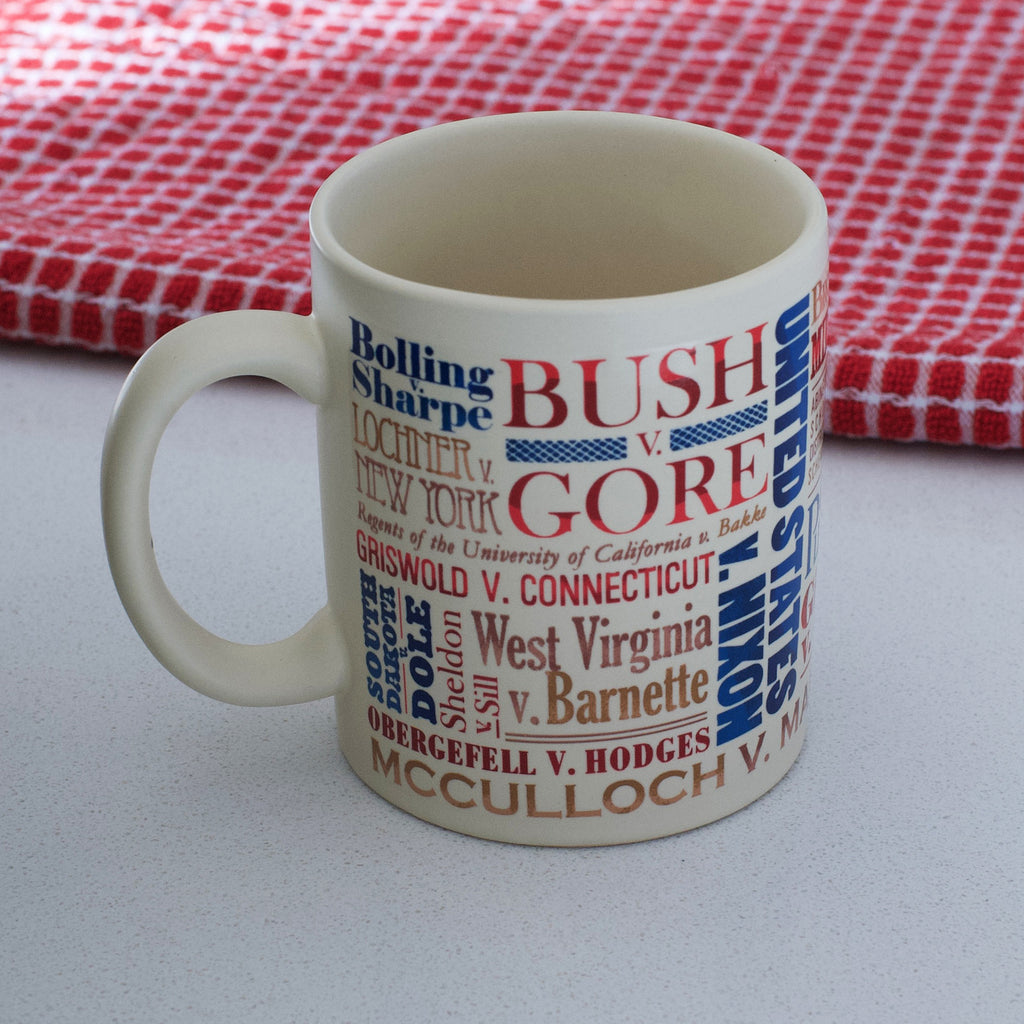 Bolling
v.
Sharpe
LOCHNER v.
NEW YORK
BUSH
V.
GORE
Regents of the University of California v. Bakke
GRISWOLD V. CONNECTICUT
SOUTH
DAKOTA
v.
DOLE
Sheldon
v. Sill
West Virginia
v. Barnette
OBERGEFELL V. HODGES
MCCULLOCH V. MA
UNITED STATES
V. NIXON